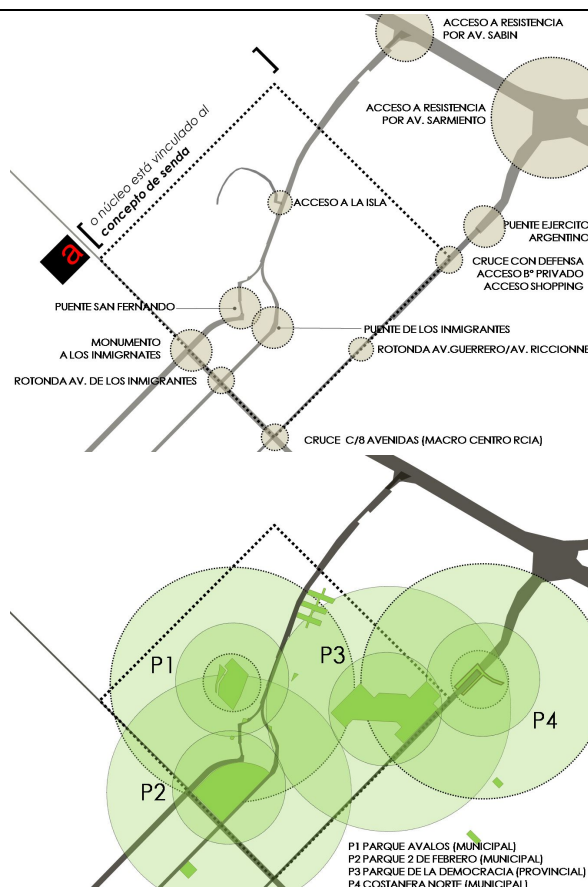 ACCESO A RESISTENCIA
POR AV. SABIN
ACCESO A RESISTENCIA
POR AV. SARMIENTO
[ o núcleo está vinculado al
concepto de senda ]
a
ACCESO A LA ISLA
PUENTE EJERCITO
ARGENTINO
CRUCE CON DEFENSA
ACCESO Bº PRIVADO
ACCESO SHOPPING
PUENTE SAN FERNANDO
PUENTE DE LOS INMIGRANTES
MONUMENTO
A LOS INMIGRNATES
ROTONDA AV.GUERRERO/AV. RICCIONNE
ROTONDA AV. DE LOS INMIGRANTES
CRUCE C/8 AVENIDAS (MACRO CENTRO RCIA)
P1
P3
P4
P2
P1 PARQUE AVALOS (MUNICIPAL)
P2 PARQUE 2 DE FEBRERO (MUNICIPAL)
P3 PARQUE DE LA DEMOCRACIA (PROVINCIAL)
P4 COSTANERA NORTE (MUNICIPAL)